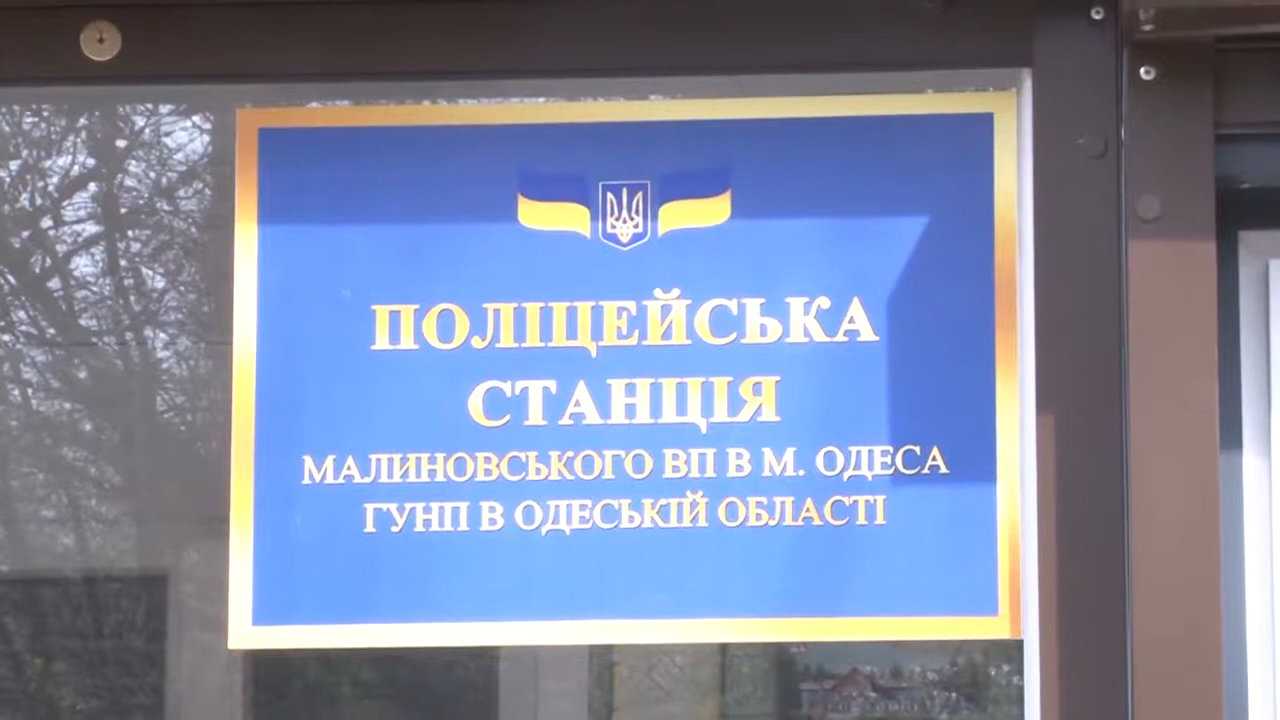 ПОЛІЦЕЙСЬКА
СТАНЦІЯ
МАЛИНОВСЬКОГО ВП В М. ОДЕСА
ГУНП В ОДЕСЬКІЙ ОБЛАСТІ